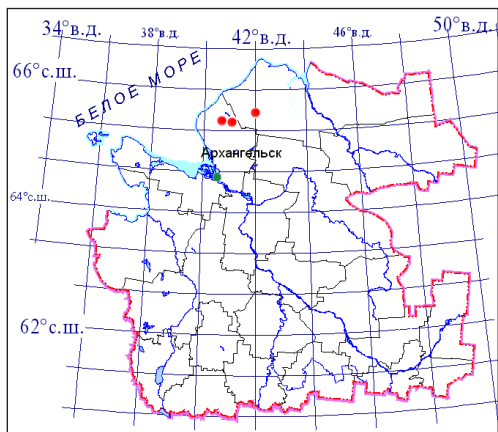 34°в.д.
38°в.д.
42°в.д.
46°в.д.
50°в.д.
66°с.ш.
БЕЛОЕ МОРЕ
Архангельск
64°с.ш.
62°с.ш.